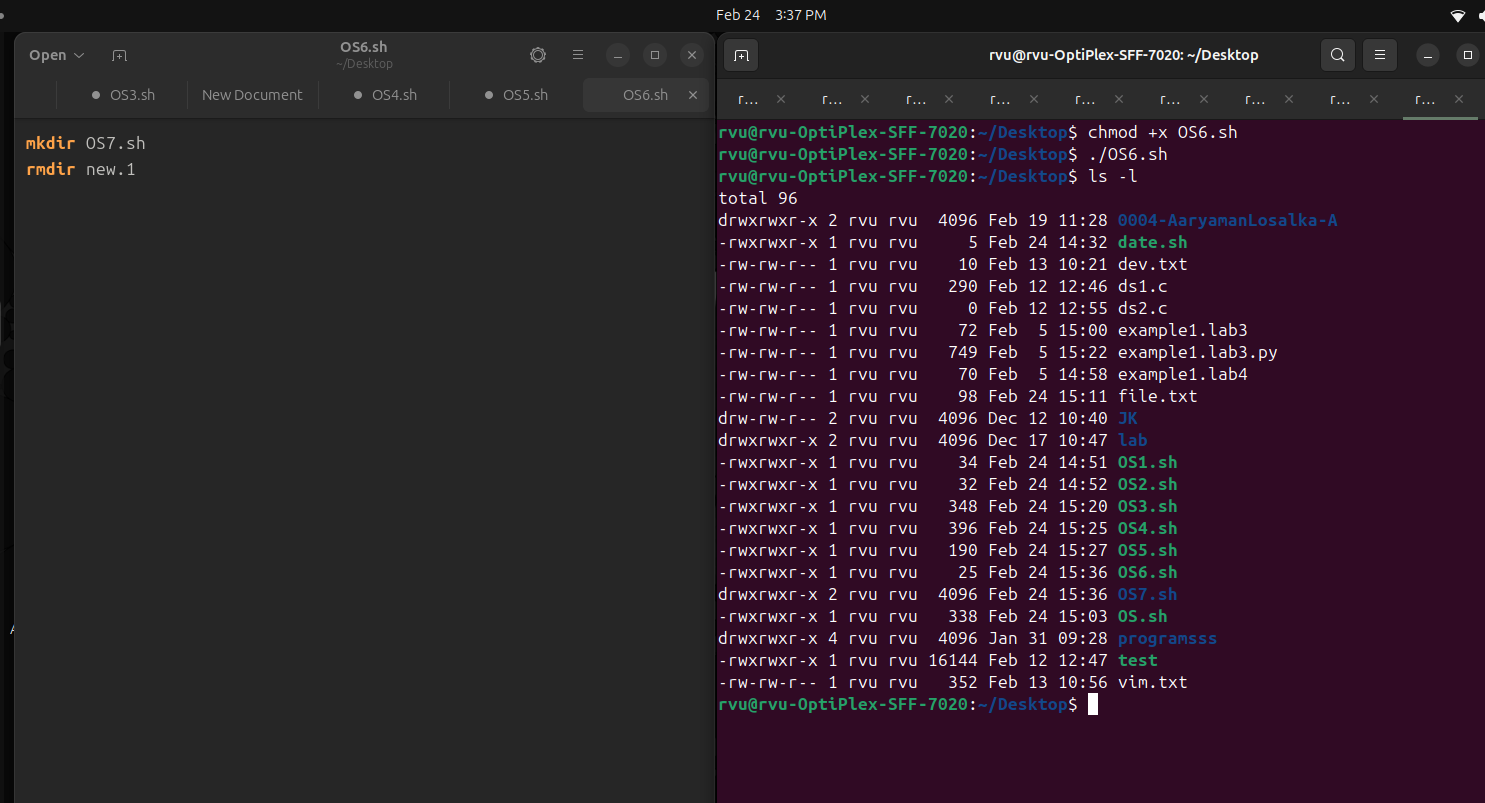 Feb 24 3:37 PM
Open
OS6.sh
~/Desktop
OS3.sh
New Document
OS4.sh
OS5.sh
OS6.sh
mkdir OS7.sh
rmdir new.1
rvu@rvu-OptiPlex-SFF-7020: ~/Desktop
r...
r...
r...
r...
r...
r...
r...
r...
r...
rvu@rvu-OptiPlex-SFF-7020:~/Desktop$ chmod +x OS6.sh
rvu@rvu-OptiPlex-SFF-7020:~/Desktop$ ./OS6.sh
rvu@rvu-OptiPlex-SFF-7020:~/Desktop$ ls -l
total 96
drwxrwxr-x 2 rvu rvu  4096 Feb 19 11:28 0004-AaryamanLosalka-A
-rwxrwxr-x 1 rvu rvu     5 Feb 24 14:32 date.sh
-rw-rw-r-- 1 rvu rvu    10 Feb 13 10:21 dev.txt
-rw-rw-r-- 1 rvu rvu   290 Feb 12 12:46 ds1.c
-rw-rw-r-- 1 rvu rvu     0 Feb 12 12:55 ds2.c
-rw-rw-r-- 1 rvu rvu    72 Feb  5 15:00 example1.lab3
-rw-rw-r-- 1 rvu rvu   749 Feb  5 15:22 example1.lab3.py
-rw-rw-r-- 1 rvu rvu    70 Feb  5 14:58 example1.lab4
-rw-rw-r-- 1 rvu rvu    98 Feb 24 15:11 file.txt
drw-rw-r-- 2 rvu rvu  4096 Dec 12 10:40 JK
drwxrwxr-x 2 rvu rvu  4096 Dec 17 10:47 lab
-rwxrwxr-x 1 rvu rvu    34 Feb 24 14:51 OS1.sh
-rwxrwxr-x 1 rvu rvu    32 Feb 24 14:52 OS2.sh
-rwxrwxr-x 1 rvu rvu   348 Feb 24 15:20 OS3.sh
-rwxrwxr-x 1 rvu rvu   396 Feb 24 15:25 OS4.sh
-rwxrwxr-x 1 rvu rvu   190 Feb 24 15:27 OS5.sh
-rwxrwxr-x 1 rvu rvu    25 Feb 24 15:36 OS6.sh
drwxrwxr-x 2 rvu rvu  4096 Feb 24 15:36 OS7.sh
-rwxrwxr-x 1 rvu rvu   338 Feb 24 15:03 OS.sh
drwxrwxr-x 4 rvu rvu  4096 Jan 31 09:28 programsss
-rwxrwxr-x 1 rvu rvu 16144 Feb 12 12:47 test
-rw-rw-r-- 1 rvu rvu   352 Feb 13 10:56 vim.txt
rvu@rvu-OptiPlex-SFF-7020:~/Desktop$